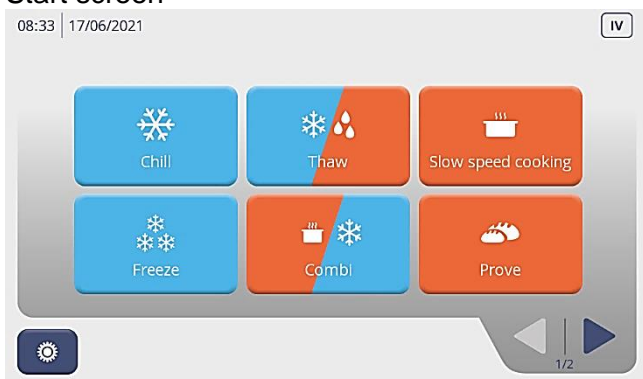 Start screen
08:33 17/06/2021 IV
Chill Thaw Slow speed cooking
Freeze Combi Prove
1/2